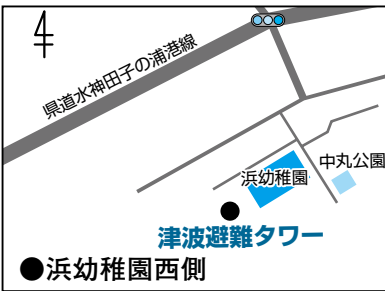 県道水神田子の浦港線
浜幼稚園
中丸公園
津波避難タワー
●浜幼稚園西側